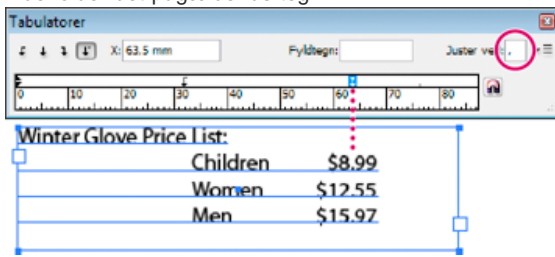 Tabulatorer
X: 63.5 mm Fyldtegn: Juster ved: ,
0 10 20 30 40 50 60 70 80
Winter Glove Price List:
Children $8.99
Women $12.55
Men $15.97